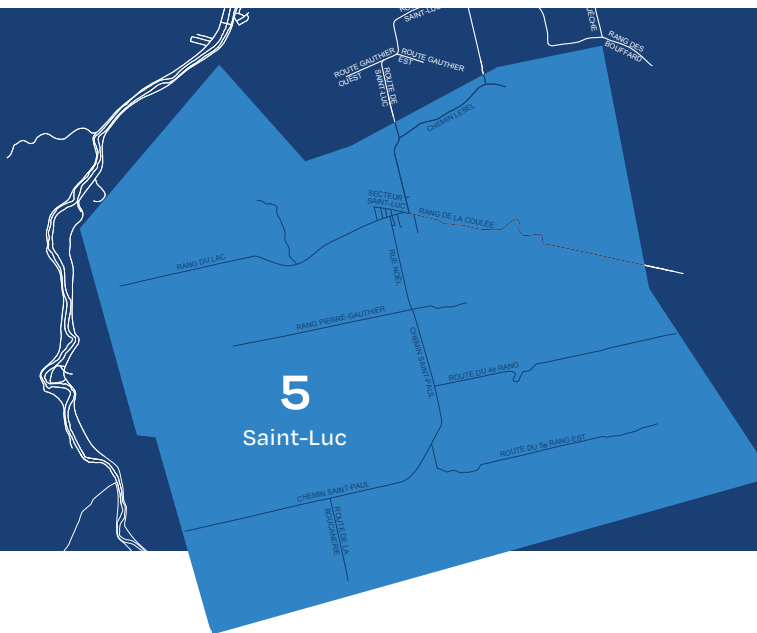 SAINT-LUC
ÈCHE
RANG DES
BOUFFARD
ROUTE GAUTHIER
OUEST
ROUTE GAUTHIER
EST
ROUTE DE
SAINT-LUC
CHEMIN LEBEL
SECTEUR
SAINT-LUC
RANG DE LA COULÉE
RUE NOËL
RANG DU LAC
RANG PIERRE-GAUTHIER
CHEMIN SAINT-PAUL
ROUTE DU 4e RANG
5
Saint-Luc
ROUTE DU 5e RANG EST
CHEMIN SAINT-PAUL
ROUTE DE LA
BOUCANERIE